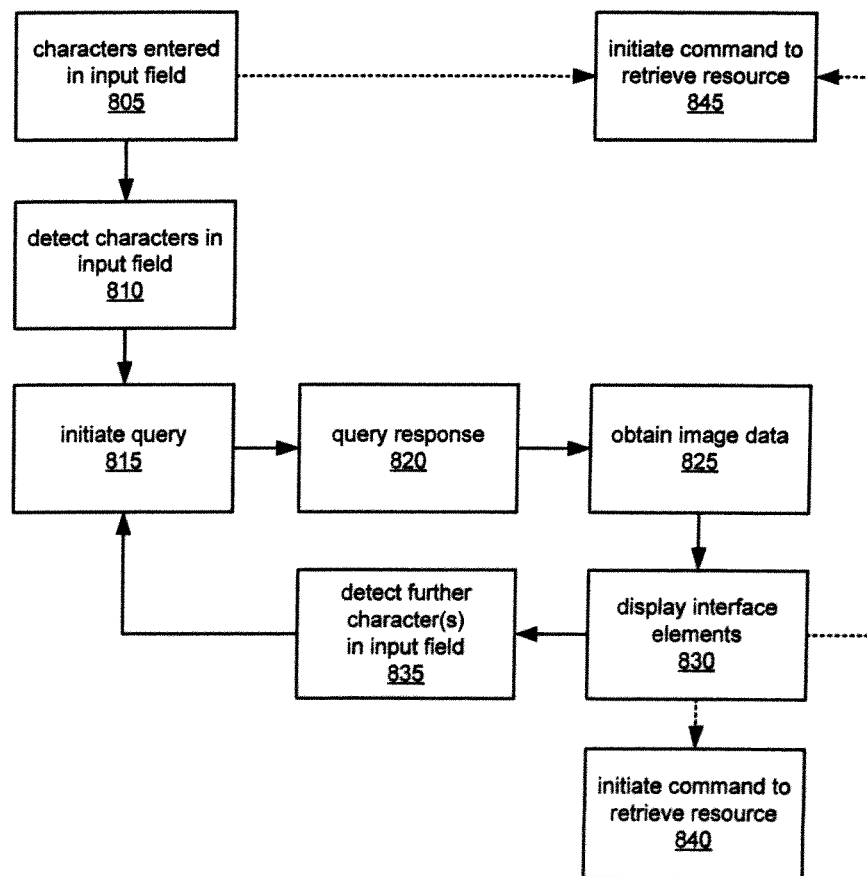 characters entered
in input field
805
initiate command to
retrieve resource
845
detect characters in
input field
810
initiate query
815
query response
820
obtain image data
825
detect further
character(s)
in input field
835
display interface
elements
830
initiate command to
retrieve resource
840